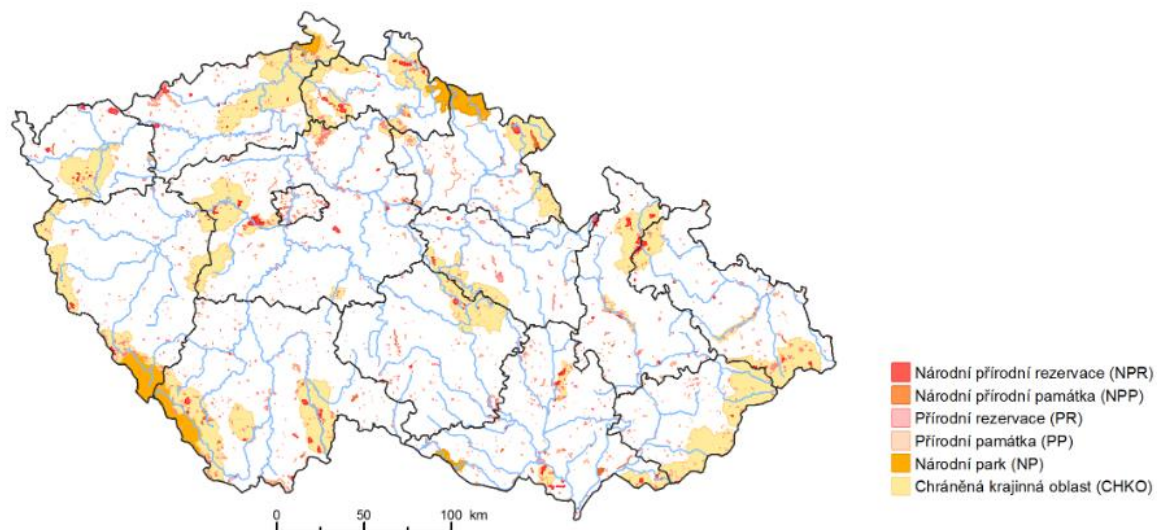 Národní přírodní rezervace (NPR)
Národní přírodní památka (NPP)
Přírodní rezervace (PR)
Přírodní památka (PP)
Národní park (NP)
Chráněná krajinná oblast (CHKO)
0 50 100 km